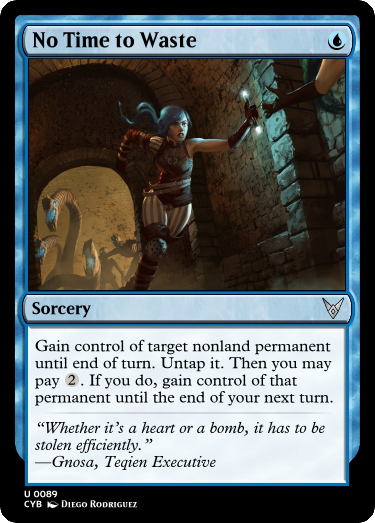 No Time to Waste
Sorcery
Gain control of target nonland permanent
until end of turn. Untap it. Then you may
pay 2. If you do, gain control of that
permanent until the end of your next turn.
“Whether it’s a heart or a bomb, it has to be
stolen efficiently.”
—Gnosa, Teqien Executive
U 0089
CYB Diego Rodriguez